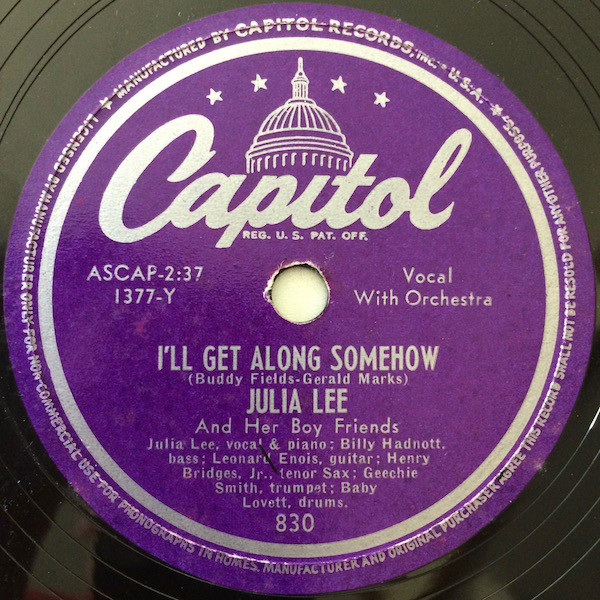 ★ MANUFACTURED BY CAPITOL RECORDS, INC. - U.S.A. ★
LICENSED BY MANUFACTURER ONLY FOR NON-COMMERCIAL USE FOR PHONOGRAPHS IN HOMES. MANUFACTURER AND ORIGINAL PURCHASER AGREE THIS RECORD SHALL NOT BE RESOLD FOR ANY OTHER PURPOSE.
Capitol
REG. U. S. PAT. OFF.
ASCAP-2:37
1377-Y
Vocal
With Orchestra
I'LL GET ALONG SOMEHOW
(Buddy Fields-Gerald Marks)
JULIA LEE
And Her Boy Friends
Julia Lee, vocal & piano; Billy Hadnott,
bass; Leonard Enois, guitar; Henry
Bridges, Jr., tenor Sax; Geechie
Smith, trumpet; Baby
Lovett, drums.
830